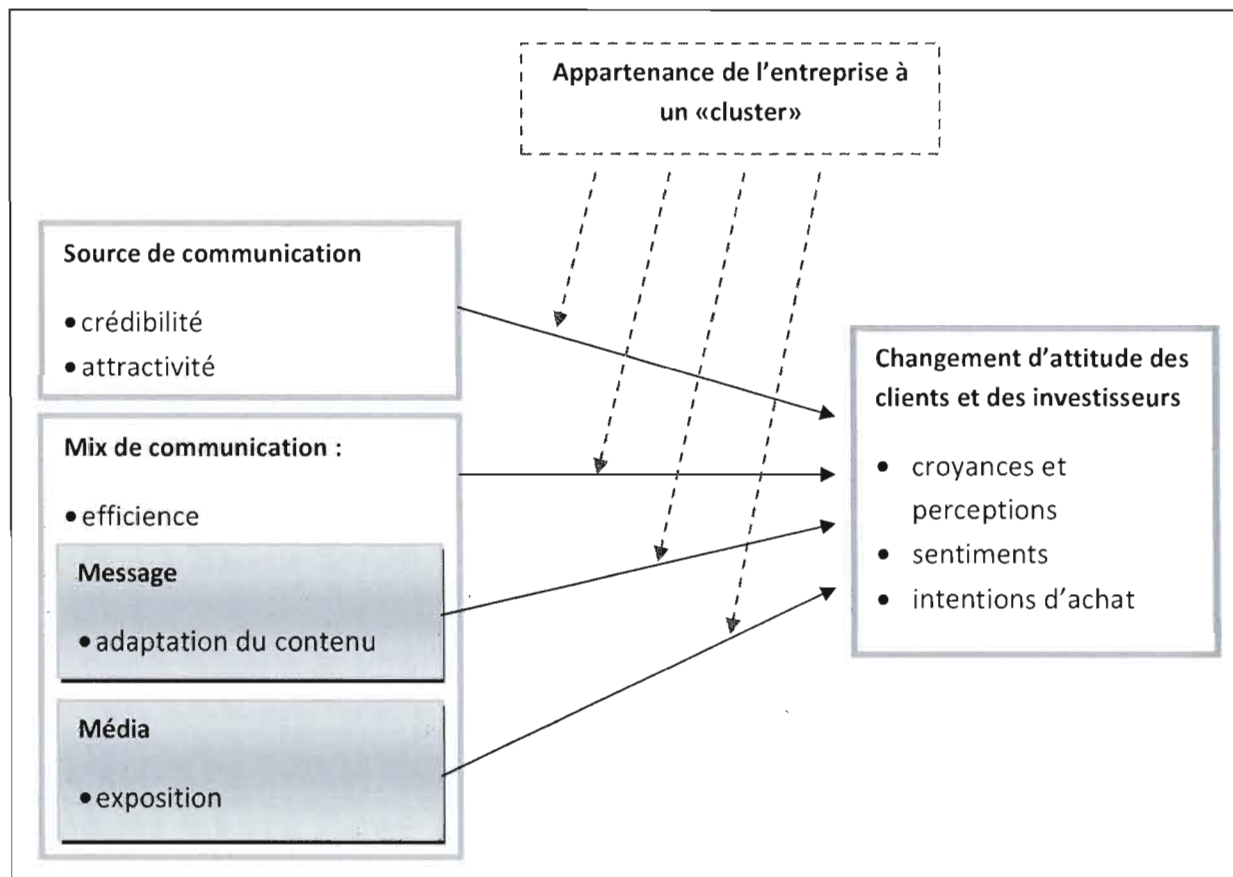 Appartenance de l’entreprise à
un «cluster»
Source de communication
• crédibilité
• attractivité
Mix de communication :
• efficience
Message
• adaptation du contenu
Média
• exposition
Changement d’attitude des
clients et des investisseurs
• croyances et
perceptions
• sentiments
• intentions d’achat